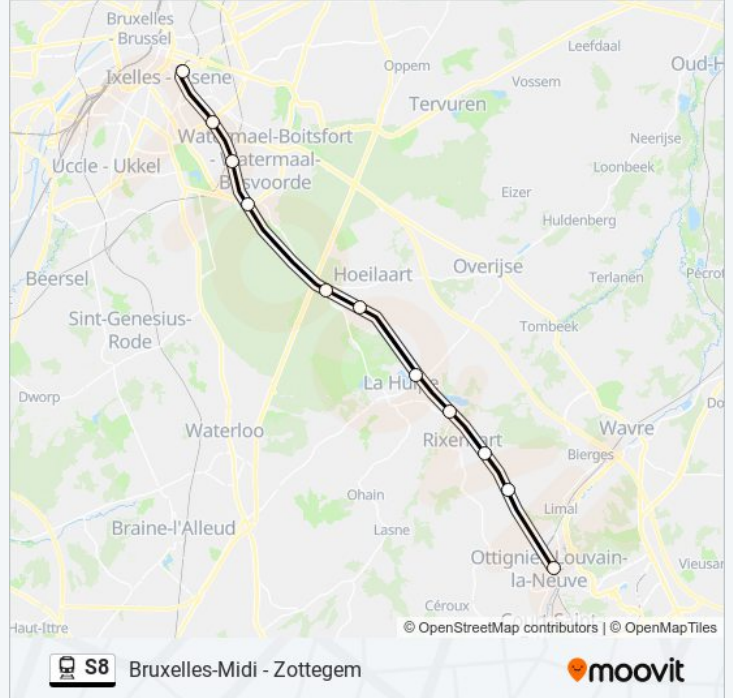 Bruxelles
- Brussel
Leefdaal
Ixelles - Elsene
Oppem
Oud-H
Vossem
Tervuren
Watermael-Boitsfort
- Watermaal-
Bosvoorde
Neerijse
Uccle - Ukkel
Loonbeek
Eizer
Huldenberg
Overijse
Hoeilaart
Beersel
Terlanen
Pécrot
Sint-Genesius-
Rode
Tombeek
La Hulpe
Dworp
Do
Waterloo
Rixensart
Wavre
Bierges
Ohain
Limal
Braine-l'Alleud
Lasne
Ottignies-Louvain-
la-Neuve
Vieusar
Céroux
Haut-Ittre
© OpenStreetMap contributors | © OpenMapTiles
S8 Bruxelles-Midi - Zottegem
moovit